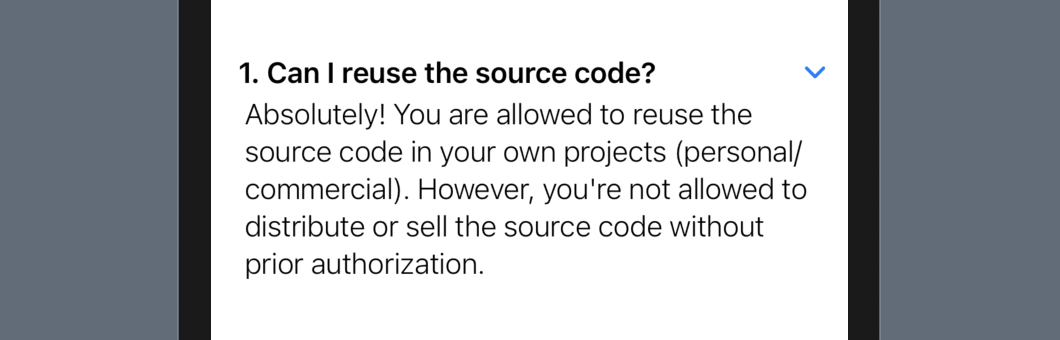 1. Can I reuse the source code?
Absolutely! You are allowed to reuse the
source code in your own projects (personal/
commercial). However, you're not allowed to
distribute or sell the source code without
prior authorization.